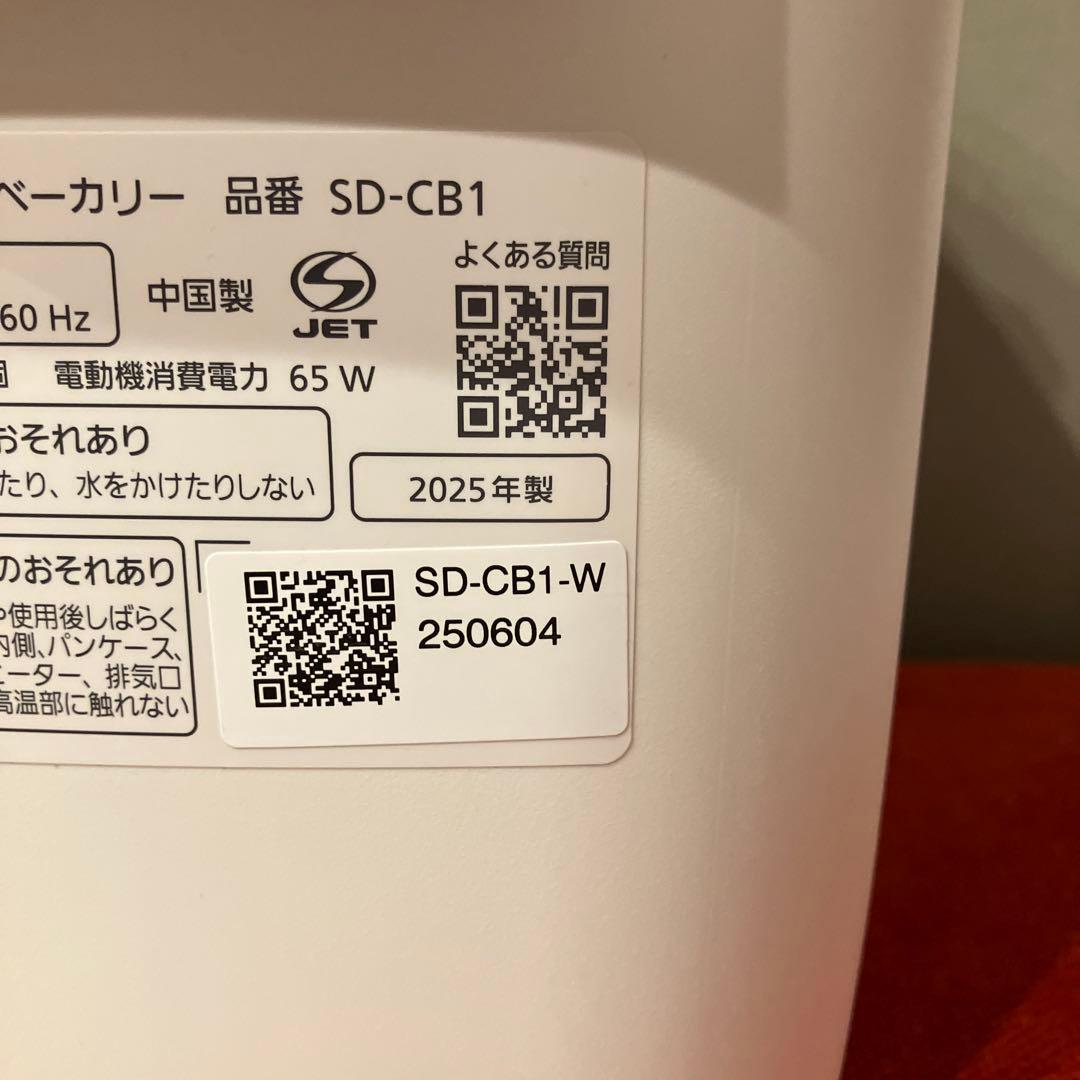 ベーカリー 品番 SD-CB1
よくある質問
60 Hz 中国製 JET
電動機消費電力 65 W
おそれあり
たり、水をかけたりしない
2025年製
のおそれあり
や使用後しばらく
内側、パンケース、
ーター、排気口
高温部に触れない
SD-CB1-W
250604